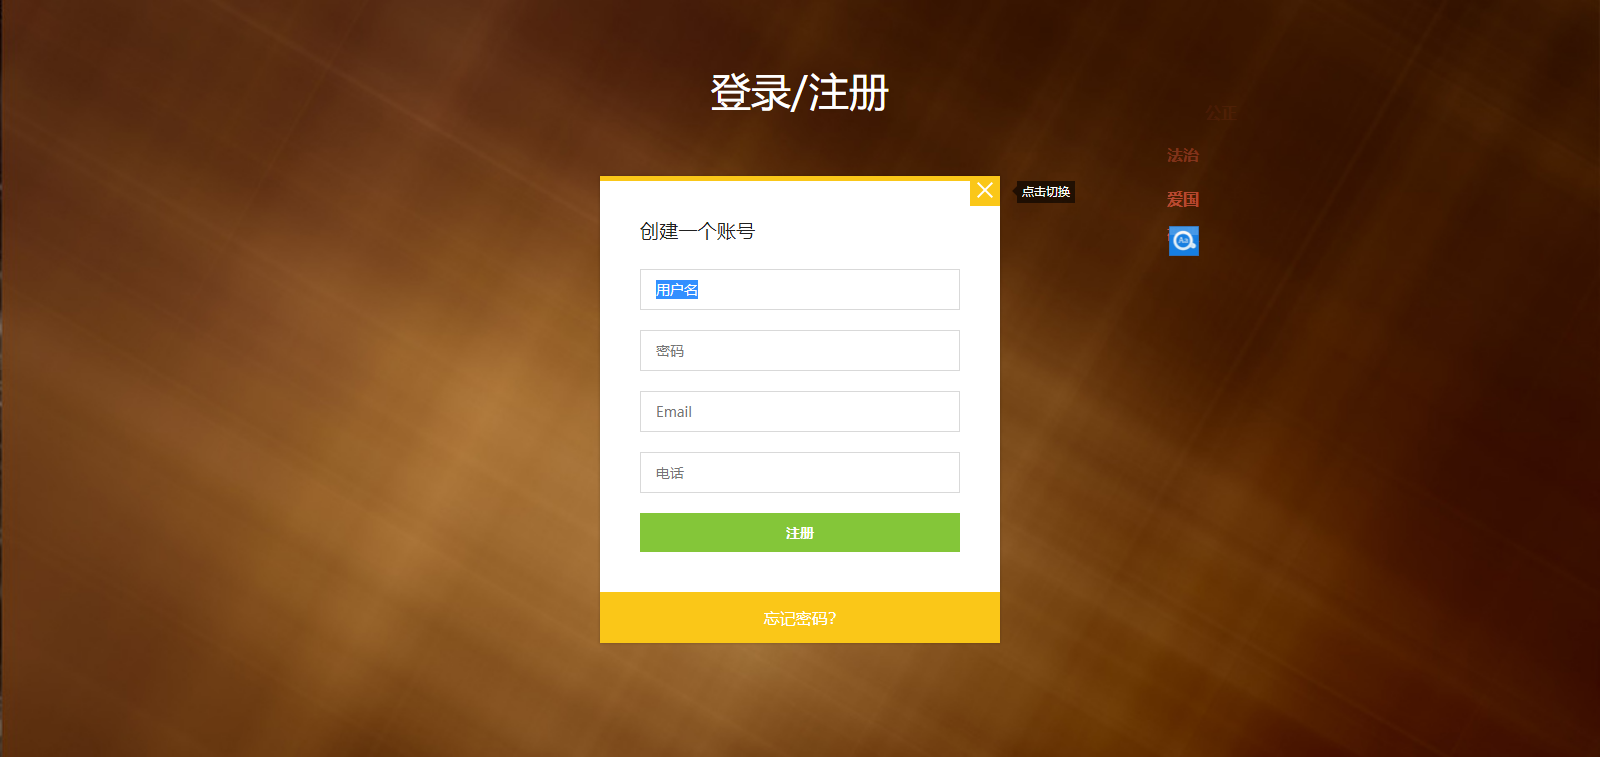 登录/注册
公正
法治
点击切换
爱国
创建一个账号
用户名
密码
Email
电话
注册
忘记密码?